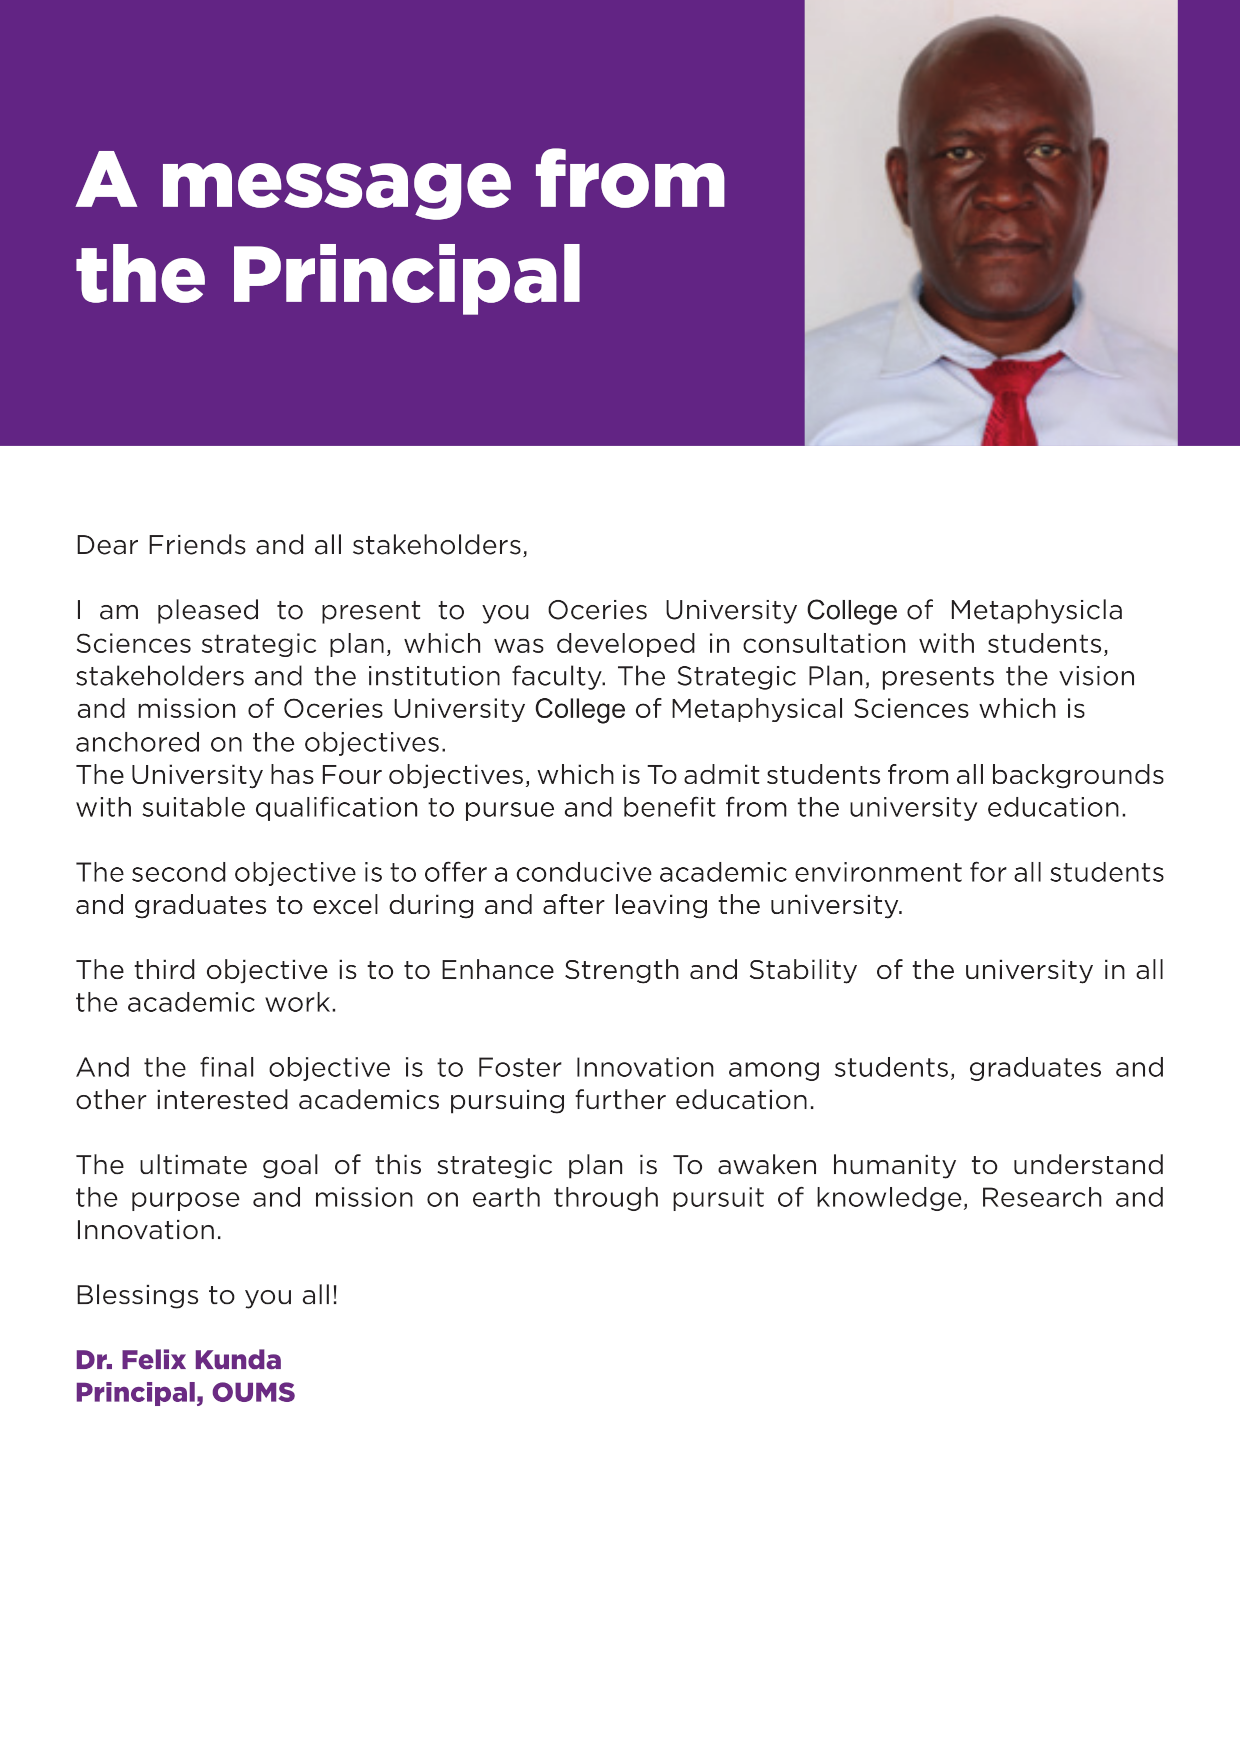 A message from
the Principal
Dear Friends and all stakeholders,
I am pleased to present to you Oceries University College of Metaphysicla
Sciences strategic plan, which was developed in consultation with students,
stakeholders and the institution faculty. The Strategic Plan, presents the vision
and mission of Oceries University College of Metaphysical Sciences which is
anchored on the objectives.
The University has Four objectives, which is To admit students from all backgrounds
with suitable qualification to pursue and benefit from the university education.
The second objective is to offer a conducive academic environment for all students
and graduates to excel during and after leaving the university.
The third objective is to to Enhance Strength and Stability of the university in all
the academic work.
And the final objective is to Foster Innovation among students, graduates and
other interested academics pursuing further education.
The ultimate goal of this strategic plan is To awaken humanity to understand
the purpose and mission on earth through pursuit of knowledge, Research and
Innovation.
Blessings to you all!
Dr. Felix Kunda
Principal, OUMS